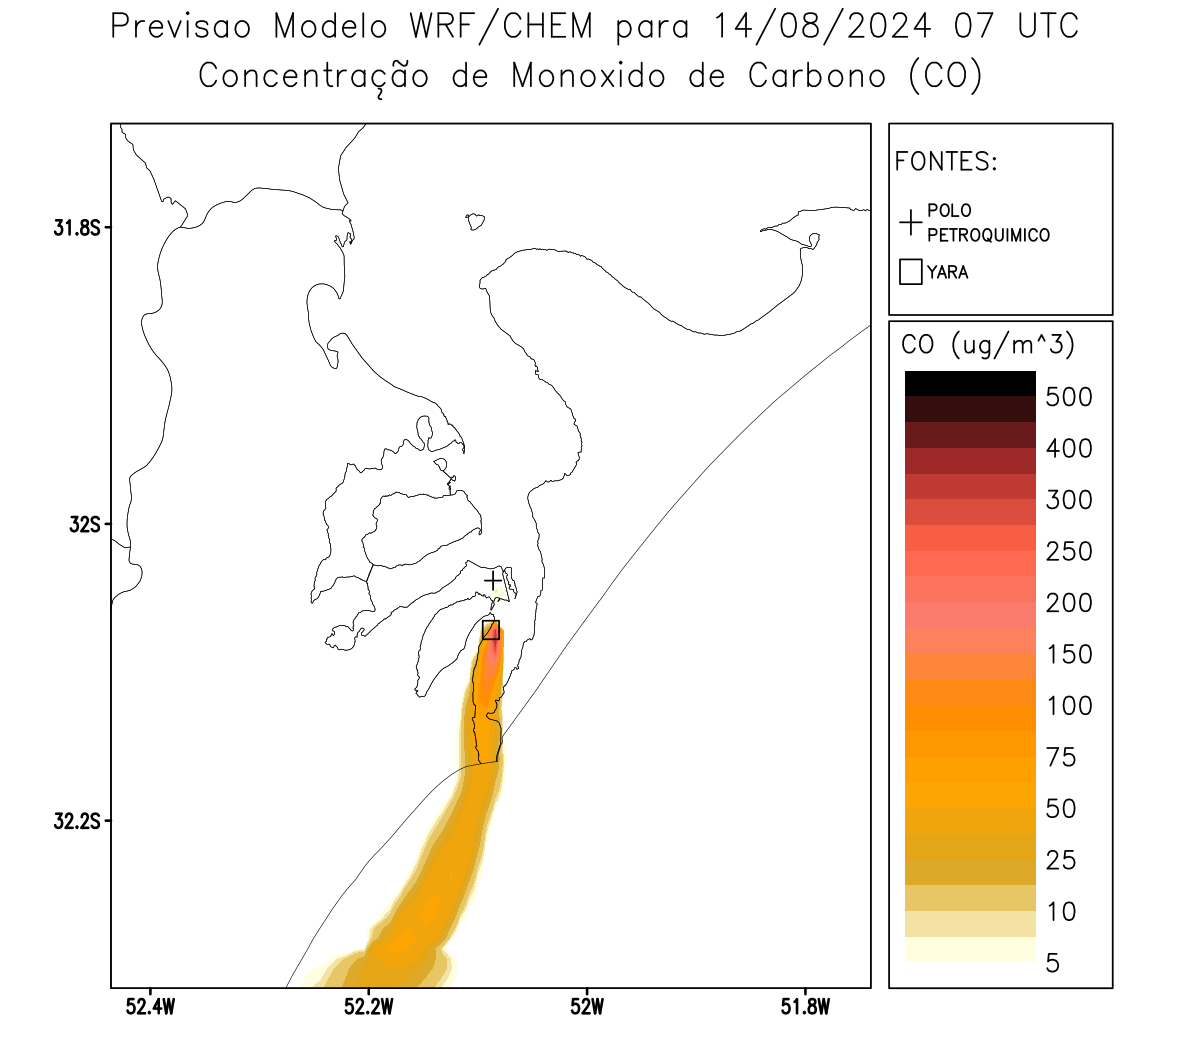 Previsao Modelo WRF/CHEM para 14/08/2024 07 UTC
Concentração de Monoxido de Carbono (CO)
FONTES:
POLO
PETROQUIMICO
YARA
CO (ug/m^3)
500
400
300
250
200
150
100
75
50
25
10
5
31.8S
32S
32.2S
52.4W
52.2W
52W
51.8W